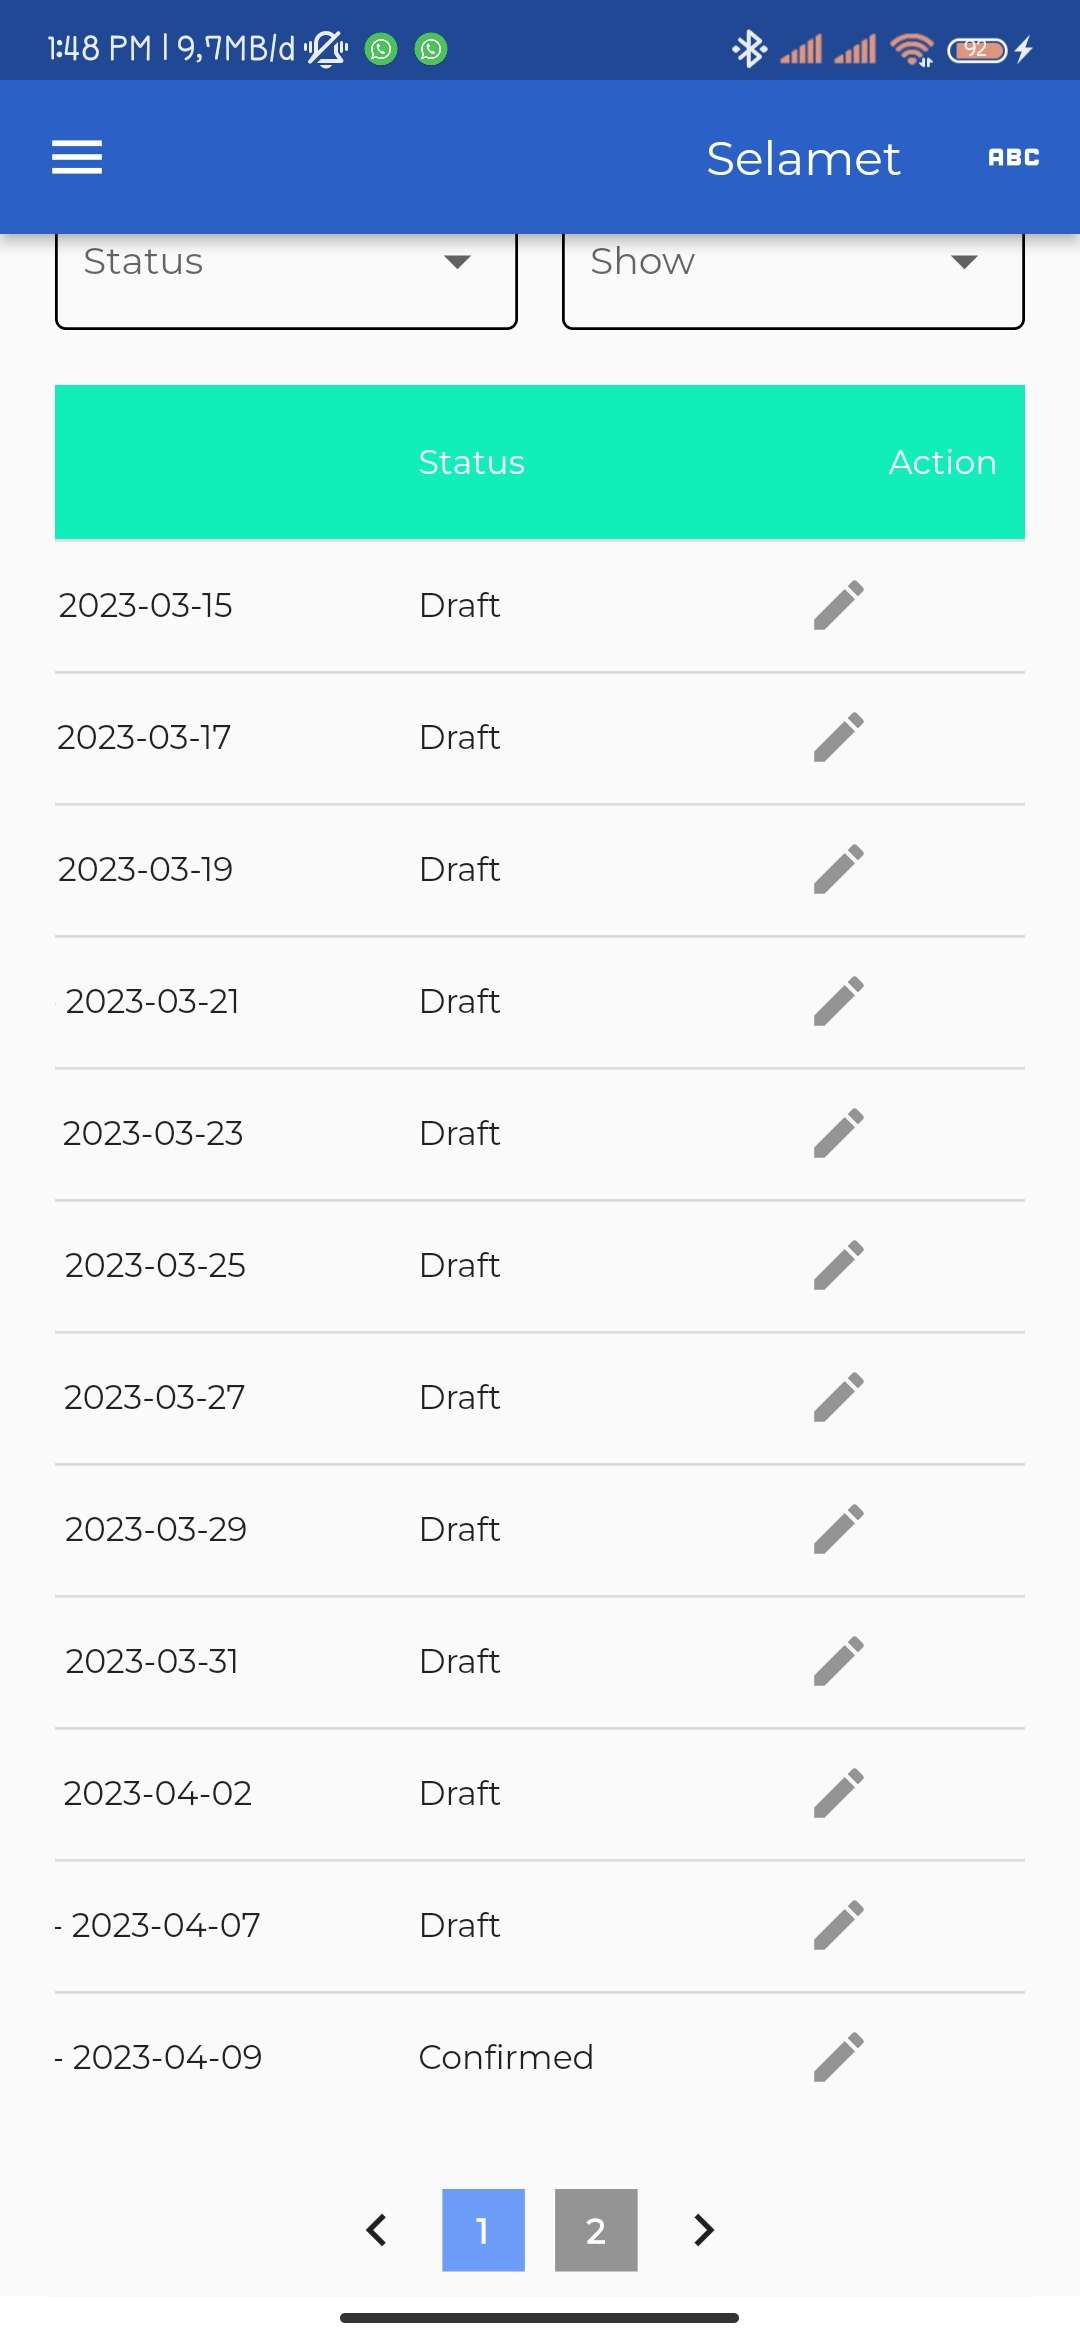 1:48 PM | 9,7MB/d 92
Selamet ABC
Status Show
Status Action
2023-03-15 Draft
2023-03-17 Draft
2023-03-19 Draft
2023-03-21 Draft
2023-03-23 Draft
2023-03-25 Draft
2023-03-27 Draft
2023-03-29 Draft
2023-03-31 Draft
2023-04-02 Draft
- 2023-04-07 Draft
- 2023-04-09 Confirmed
1 2